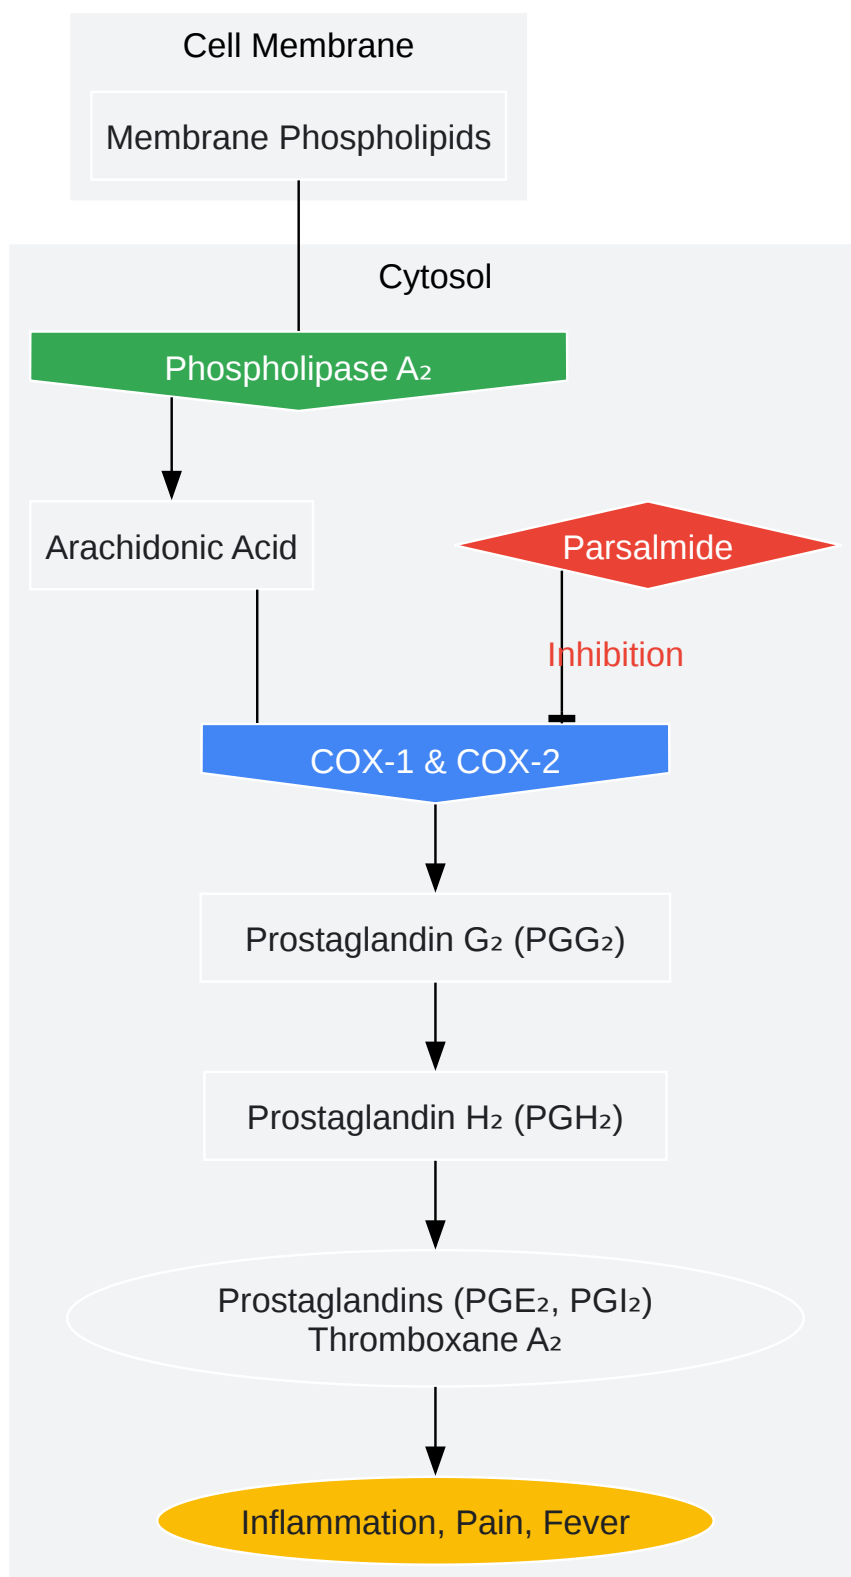 Cell Membrane
Membrane Phospholipids
Cytosol
Phospholipase A₂
Arachidonic Acid
Parsalmide
Inhibition
COX-1 & COX-2
Prostaglandin G₂ (PGG₂)
Prostaglandin H₂ (PGH₂)
Prostaglandins (PGE₂, PGI₂)
Thromboxane A₂
Inflammation, Pain, Fever